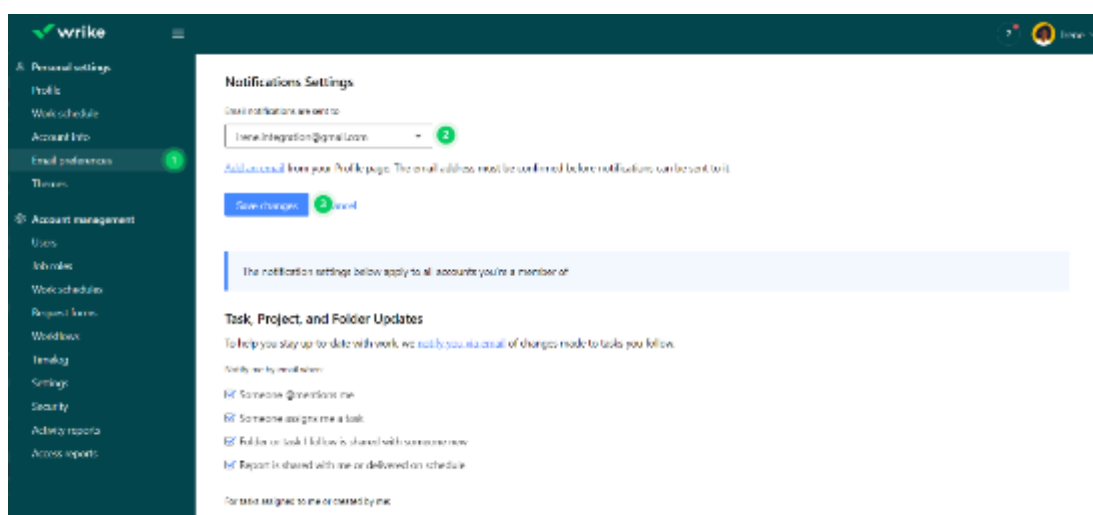 wrike
Irene
Personal settings
Profile
Work schedule
Account info
Email preferences
1
Themes
Account management
Users
Job roles
Work schedules
Request forms
Workflows
Timelog
Settings
Security
Activity reports
Access reports
Notifications Settings
Email notifications are sent to
irene.integration@gmail.com
2
Add an email from your Profile page. The email address must be confirmed before notifications can be sent to it
Save changes
3
Cancel
The notification settings below apply to all accounts you're a member of
Task, Project, and Folder Updates
To help you stay up-to-date with work, we notify you via email of changes made to tasks you follow.
Notify me by email when:
Someone @mentions me
Someone assigns me a task
Folder or task I follow is shared with someone new
Report is shared with me or delivered on schedule
For tasks assigned to me or created by me: